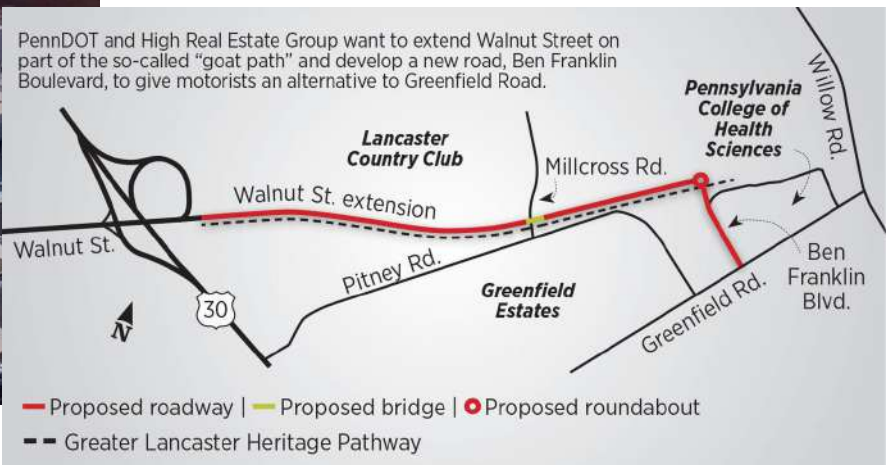 PennDOT and High Real Estate Group want to extend Walnut Street on
part of the so-called “goat path” and develop a new road, Ben Franklin
Boulevard, to give motorists an alternative to Greenfield Road.
Pennsylvania
College of
Health
Sciences
Willow Rd.
Lancaster
Country Club
Millcross Rd.
Walnut St. extension
Walnut St.
Pitney Rd.
Greenfield
Estates
Ben
Franklin
Blvd.
Greenfield Rd.
30
N
Proposed roadway | Proposed bridge | Proposed roundabout
Greater Lancaster Heritage Pathway